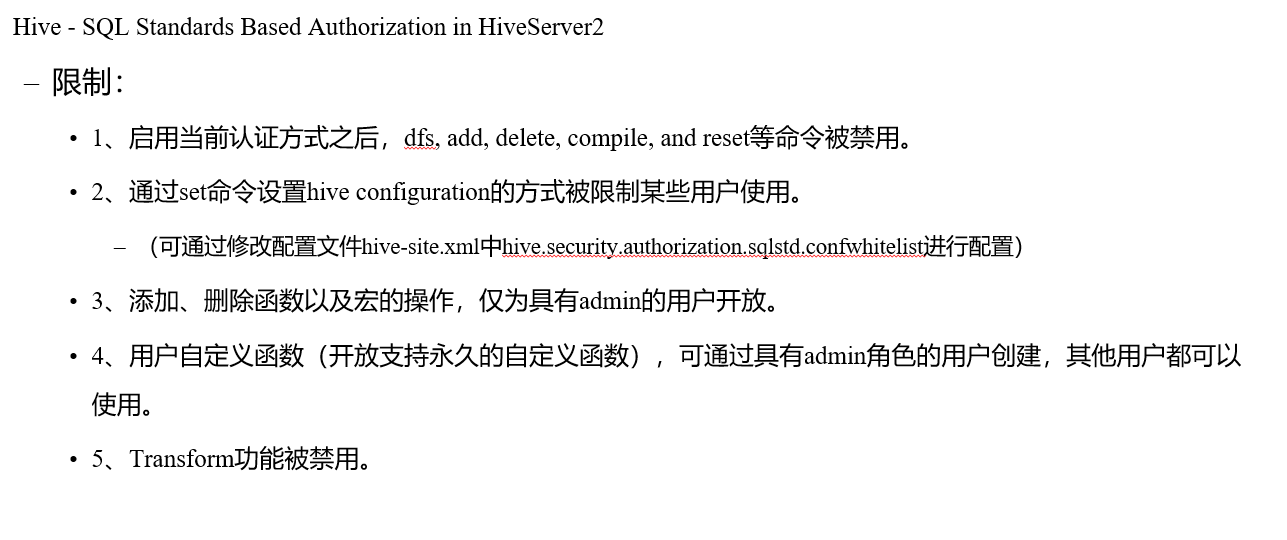 Hive - SQL Standards Based Authorization in HiveServer2
– 限制：
• 1、启用当前认证方式之后，dfs, add, delete, compile, and reset等命令被禁用。
• 2、通过set命令设置hive configuration的方式被限制某些用户使用。
– （可通过修改配置文件hive-site.xml中hive.security.authorization.sqlstd.confwhitelist进行配置）
• 3、添加、删除函数以及宏的操作，仅为具有admin的用户开放。
• 4、用户自定义函数（开放支持永久的自定义函数），可通过具有admin角色的用户创建，其他用户都可以
使用。
• 5、Transform功能被禁用。